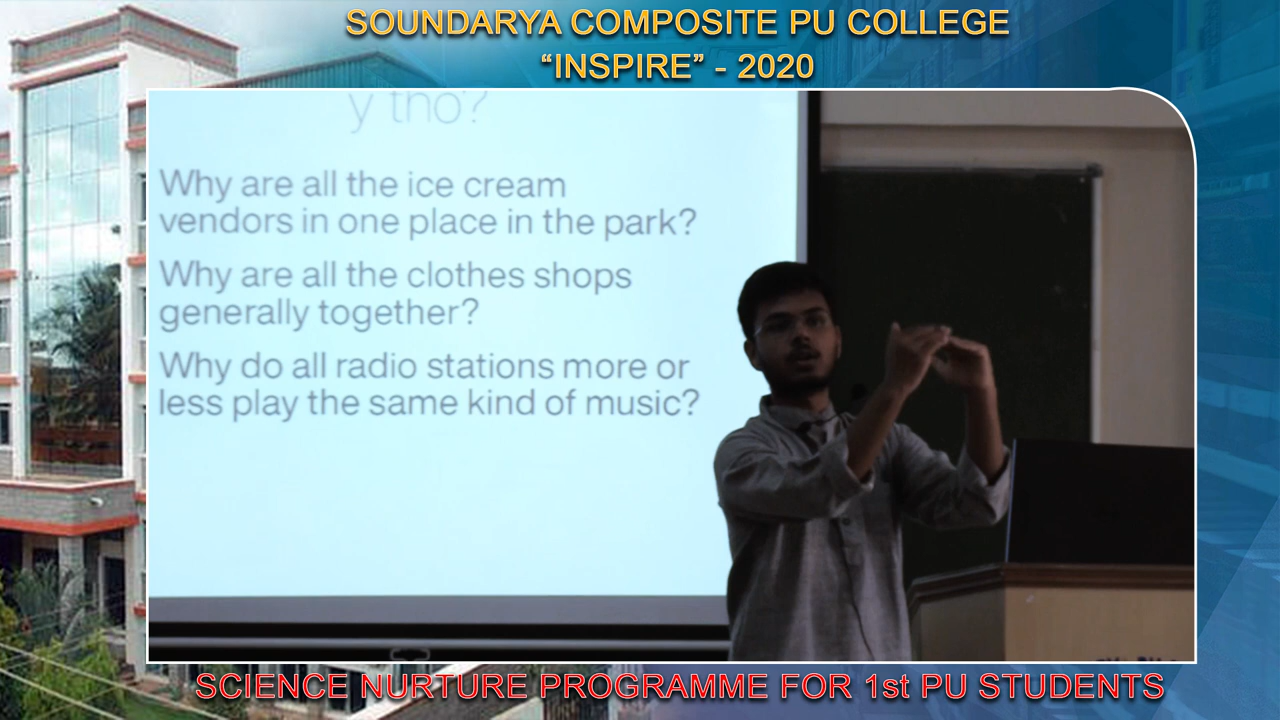 SOUNDARYA COMPOSITE PU COLLEGE
“INSPIRE” - 2020
y tho?
Why are all the ice cream
vendors in one place in the park?
Why are all the clothes shops
generally together?
Why do all radio stations more or
less play the same kind of music?
SCIENCE NURTURE PROGRAMME FOR 1st PU STUDENTS